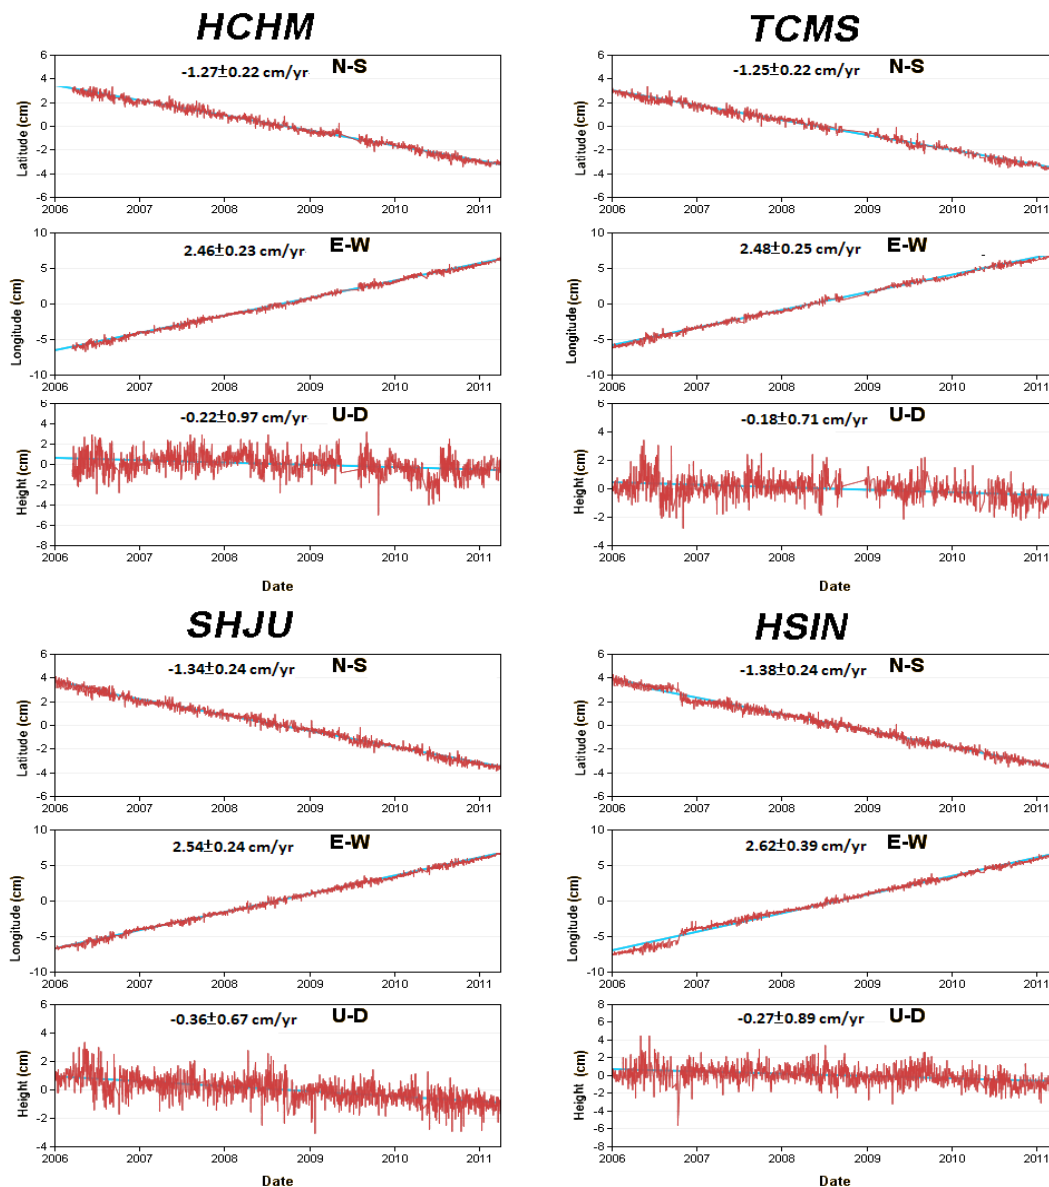 HCHM
-1.27±0.22 cm/yr N-S
Latitude (cm)
6
4
2
0
-2
-4
-6
2006 2007 2008 2009 2010 2011
2.46±0.23 cm/yr E-W
Longitude (cm)
10
5
0
-5
-10
2006 2007 2008 2009 2010 2011
-0.22±0.97 cm/yr U-D
Height (cm)
6
4
2
0
-2
-4
-6
-8
2006 2007 2008 2009 2010 2011
Date
TCMS
-1.25±0.22 cm/yr N-S
Latitude (cm)
6
4
2
0
-2
-4
-6
2006 2007 2008 2009 2010 2011
2.48±0.25 cm/yr E-W
Longitude (cm)
10
5
0
-5
-10
2006 2007 2008 2009 2010 2011
-0.18±0.71 cm/yr U-D
Height (cm)
6
4
2
0
-2
-4
2006 2007 2008 2009 2010 2011
Date
SHJU
-1.34±0.24 cm/yr N-S
Latitude (cm)
6
4
2
0
-2
-4
-6
2006 2007 2008 2009 2010 2011
2.54±0.24 cm/yr E-W
Longitude (cm)
10
5
0
-5
-10
2006 2007 2008 2009 2010 2011
-0.36±0.67 cm/yr U-D
Height (cm)
6
4
2
0
-2
-4
2006 2007 2008 2009 2010 2011
Date
HSIN
-1.38±0.24 cm/yr N-S
Latitude (cm)
6
4
2
0
-2
-4
-6
2006 2007 2008 2009 2010 2011
2.62±0.39 cm/yr E-W
Longitude (cm)
10
5
0
-5
-10
2006 2007 2008 2009 2010 2011
-0.27±0.89 cm/yr U-D
Height (cm)
8
6
4
2
0
-2
-4
-6
-8
2006 2007 2008 2009 2010 2011
Date